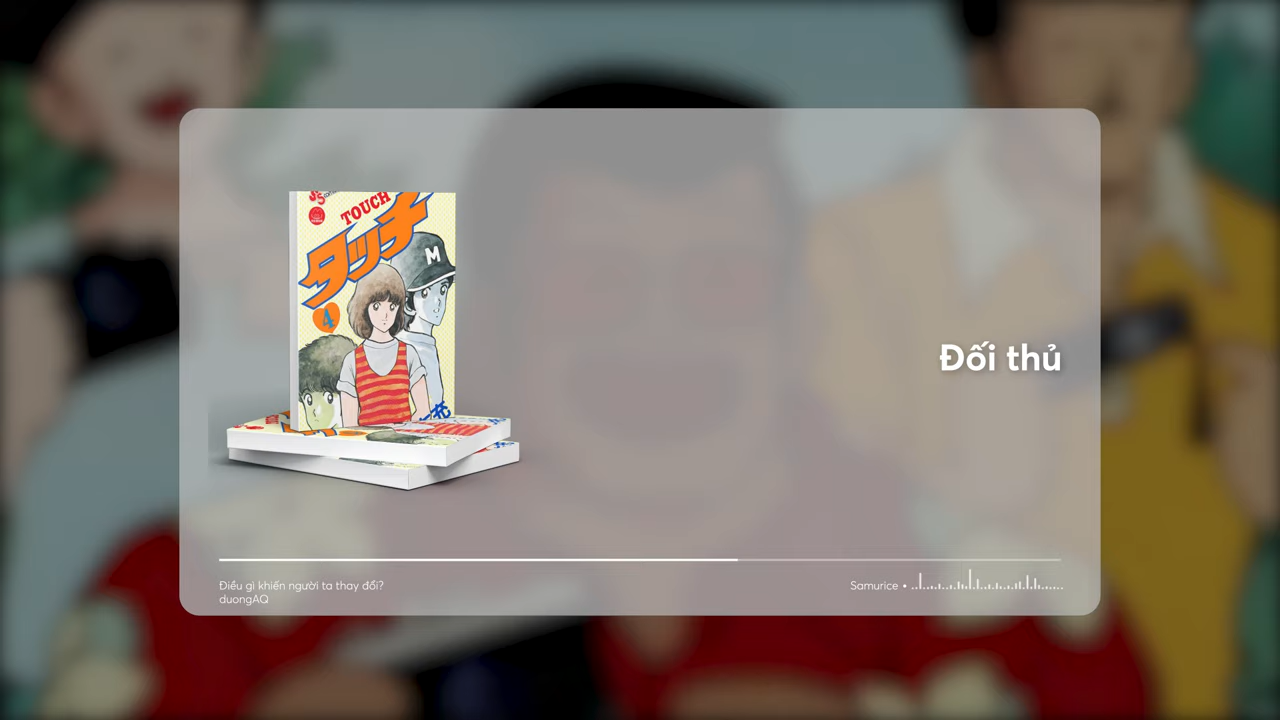 TOUCH
タッチ
4
M
Đối thủ
Điều gì khiến người ta thay đổi?
duongAQ
Samurice •